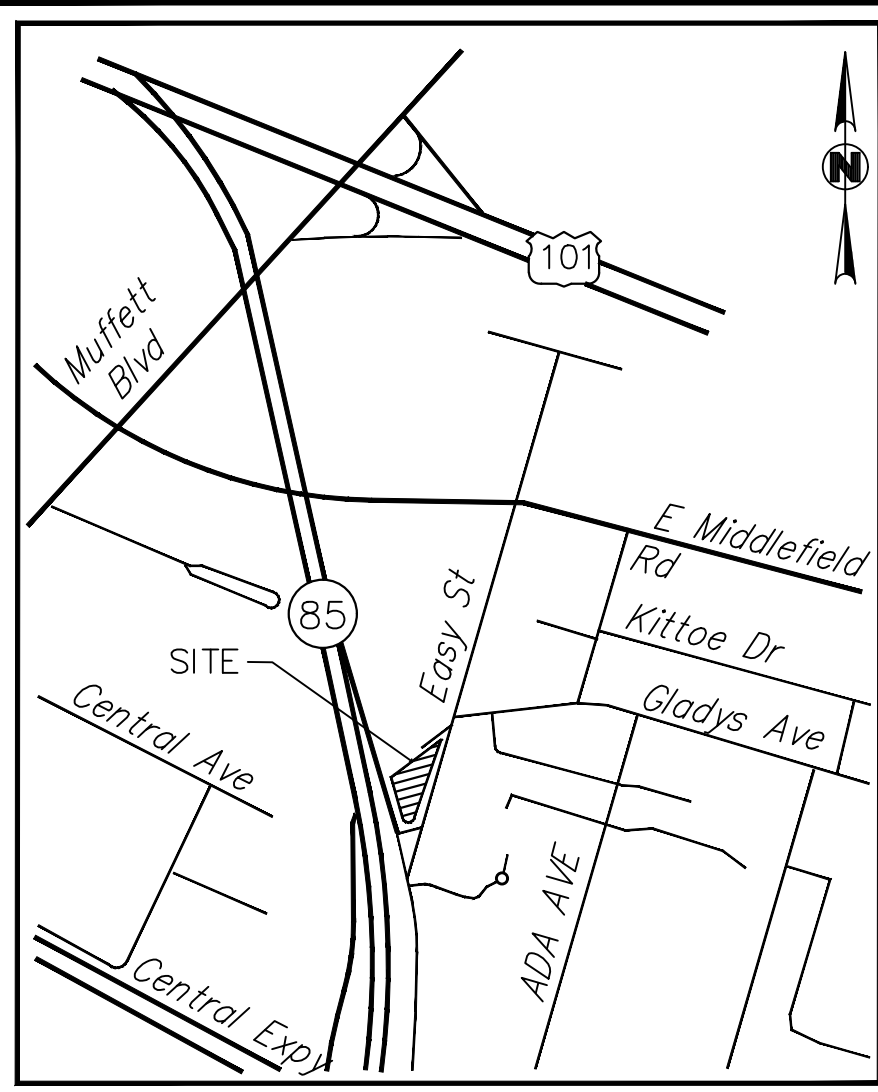 N
101
Muffett
Blvd
E Middlefield
Rd
Easy St
85
Kittoe Dr
SITE
Gladys Ave
Central Ave
ADA AVE
Central Expy